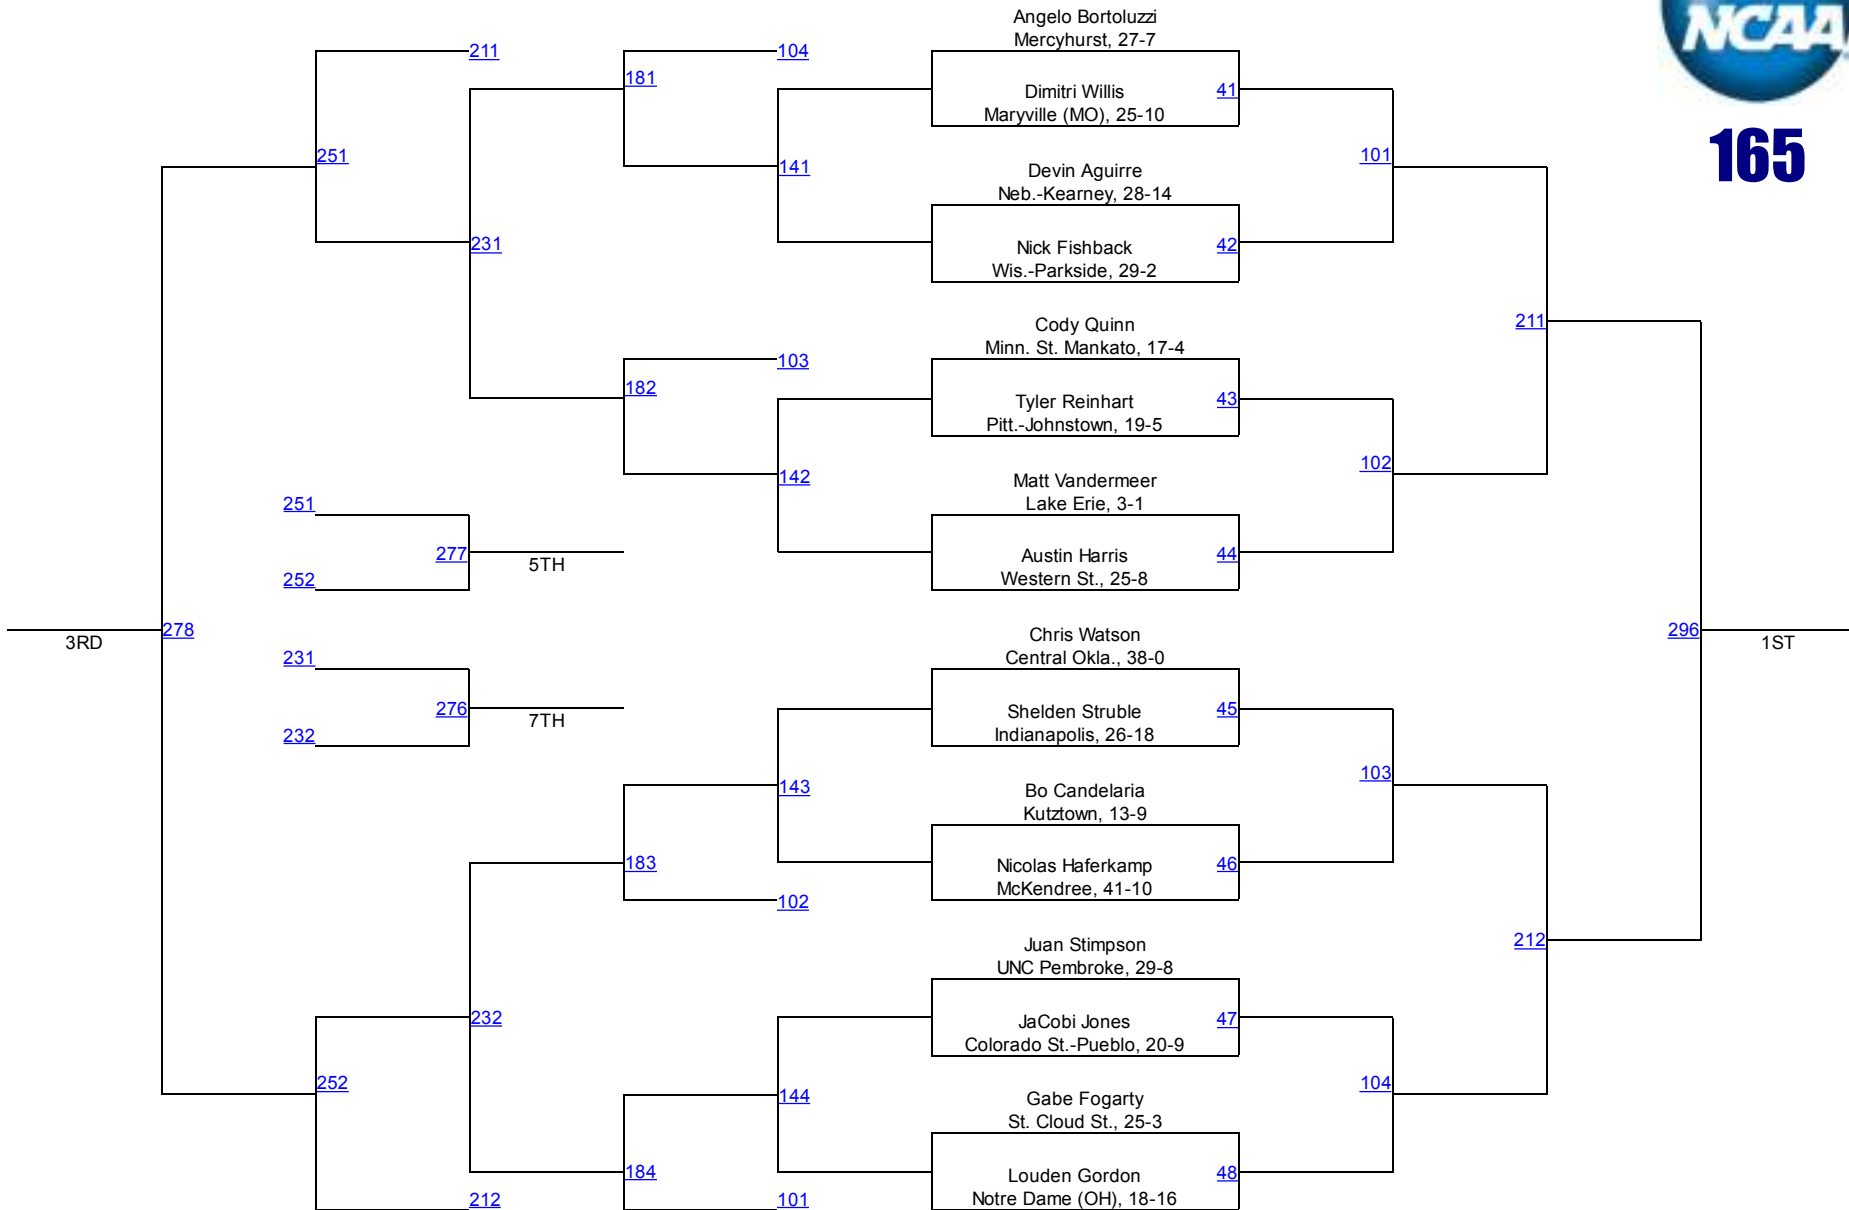 NCAA
165
Angelo Bortoluzzi
Mercyhurst, 27-7
211
104
181
Dimitri Willis
41
Maryville (MO), 25-10
251
141
101
Devin Aguirre
Neb.-Kearney, 28-14
231
Nick Fishback
42
Wis.-Parkside, 29-2
Cody Quinn
211
Minn. St. Mankato, 17-4
103
182
Tyler Reinhart
43
Pitt.-Johnstown, 19-5
142
102
Matt Vandermeer
251
Lake Erie, 3-1
277
5TH
Austin Harris
44
252
Western St., 25-8
3RD
278
Chris Watson
296
1ST
231
Central Okla., 38-0
276
7TH
Shelden Struble
45
232
Indianapolis, 26-18
143
103
Bo Candelaria
Kutztown, 13-9
183
Nicolas Haferkamp
46
McKendree, 41-10
102
Juan Stimpson
212
UNC Pembroke, 29-8
232
JaCobi Jones
47
Colorado St.-Pueblo, 20-9
252
144
104
Gabe Fogarty
St. Cloud St., 25-3
184
Louden Gordon
48
212
101
Notre Dame (OH), 18-16